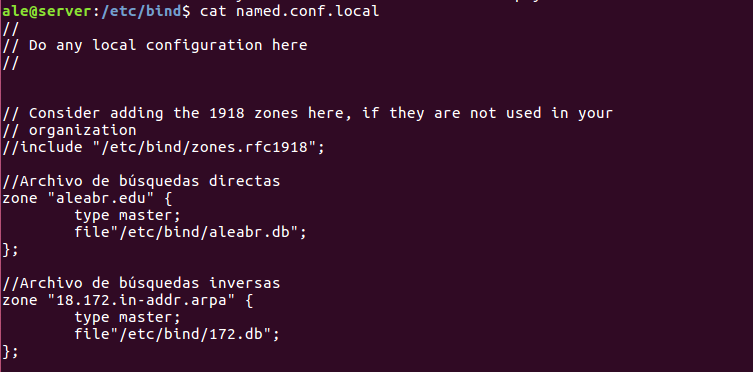 ale@server:/etc/bind$ cat named.conf.local
//
// Do any local configuration here
//
// Consider adding the 1918 zones here, if they are not used in your
// organization
//include "/etc/bind/zones.rfc1918";
//Archivo de búsquedas directas
zone "aleabr.edu" {
type master;
file"/etc/bind/aleabr.db";
};
//Archivo de búsquedas inversas
zone "18.172.in-addr.arpa" {
type master;
file"/etc/bind/172.db";
};